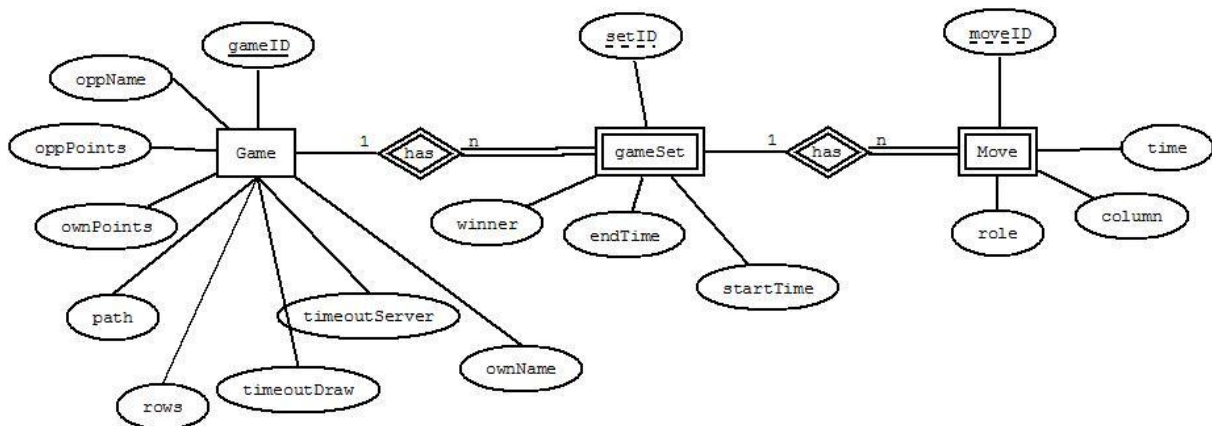 gameID
setID
moveID
oppName
oppPoints
Game
1
has
n
gameSet
1
has
n
Move
time
ownPoints
winner
endTime
role
column
startTime
path
timeoutServer
ownName
rows
timeoutDraw